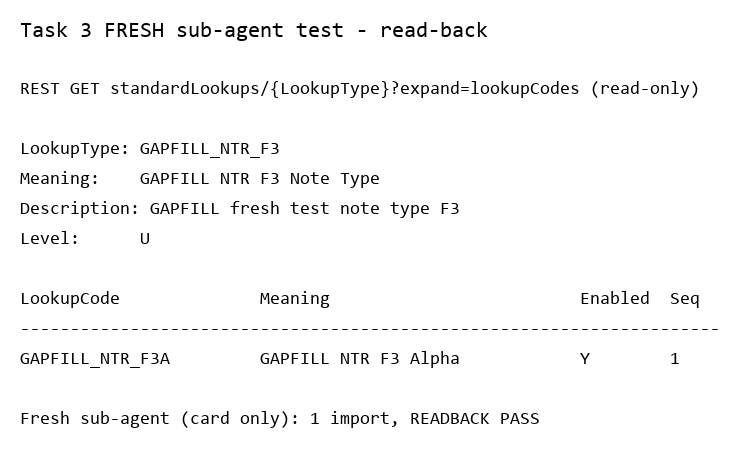 Task 3 FRESH sub-agent test - read-back
REST GET standardLookups/{LookupType}?expand=lookupCodes (read-only)
LookupType: GAPFILL_NTR_F3
Meaning:    GAPFILL NTR F3 Note Type
Description: GAPFILL fresh test note type F3
Level:      U
LookupCode              Meaning                         Enabled  Seq
----------------------------------------------------------------------
GAPFILL_NTR_F3A         GAPFILL NTR F3 Alpha            Y        1
Fresh sub-agent (card only): 1 import, READBACK PASS